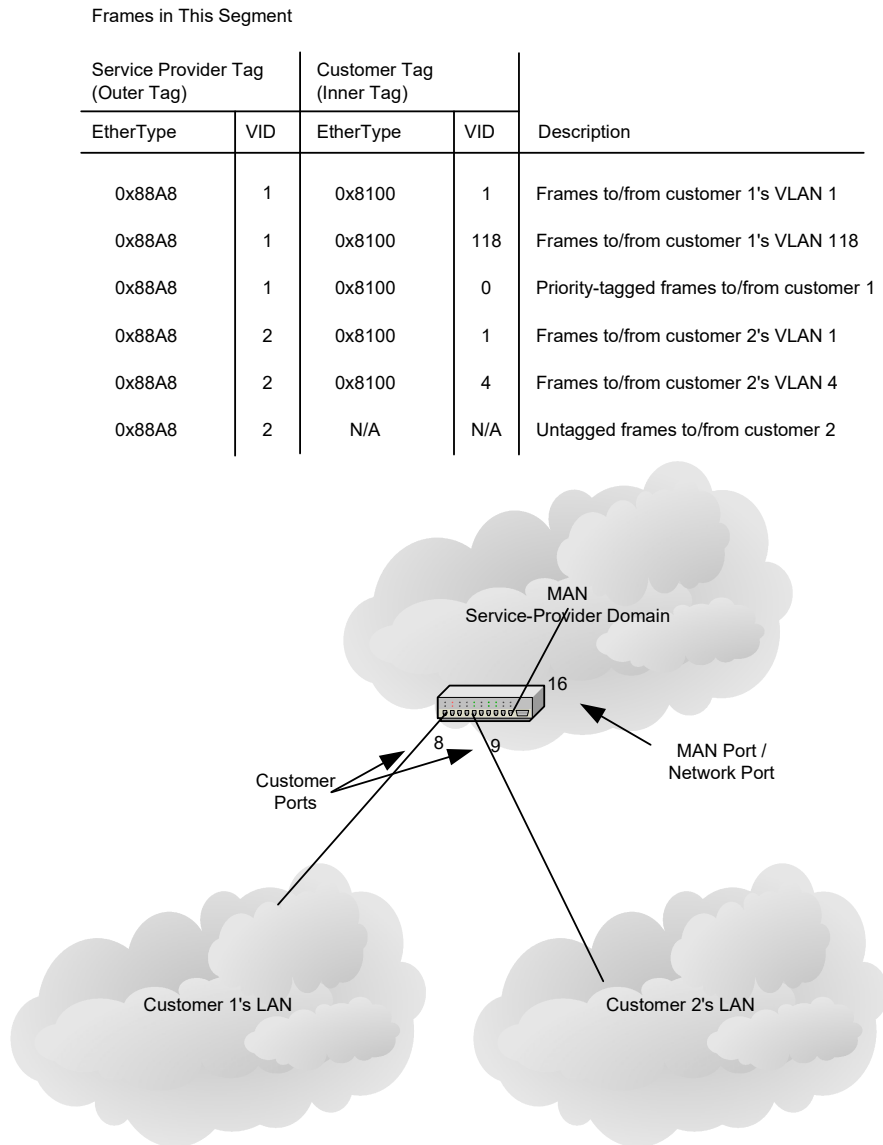 Frames in This Segment
Service Provider Tag
(Outer Tag)
Customer Tag
(Inner Tag)
EtherType VID EtherType VID Description
0x88A8 1 0x8100 1 Frames to/from customer 1's VLAN 1
0x88A8 1 0x8100 118 Frames to/from customer 1's VLAN 118
0x88A8 1 0x8100 0 Priority-tagged frames to/from customer 1
0x88A8 2 0x8100 1 Frames to/from customer 2's VLAN 1
0x88A8 2 0x8100 4 Frames to/from customer 2's VLAN 4
0x88A8 2 N/A N/A Untagged frames to/from customer 2
MAN
Service-Provider Domain
16
8
9
MAN Port /
Network Port
Customer
Ports
Customer 1's LAN
Customer 2's LAN